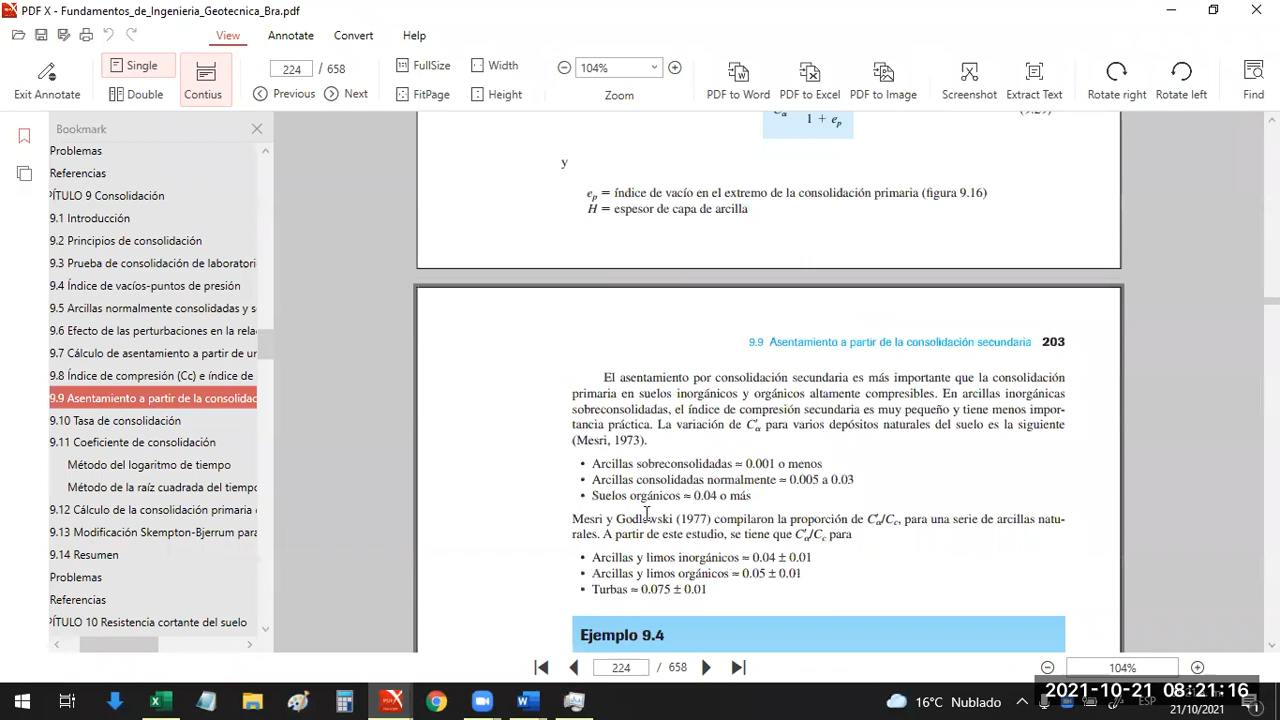 PDF X - Fundamentos_de_Ingenieria_Geotecnica_Bra.pdf
View Annotate Convert Help
Exit Annotate
Single
Double
Contius
224 / 658
Previous Next
FullSize
FitPage
Width
Height
104%
Zoom
PDF to Word
PDF to Excel
PDF to Image
Screenshot
Extract Text
Rotate right
Rotate left
Find
Bookmark
Problemas
Referencias
PÍTULO 9 Consolidación
9.1 Introducción
9.2 Principios de consolidación
9.3 Prueba de consolidación de laboratori
9.4 Índice de vacíos-puntos de presión
9.5 Arcillas normalmente consolidadas y s
9.6 Efecto de las perturbaciones en la rela
9.7 Cálculo de asentamiento a partir de ur
9.8 Índice de compresión (Cc) e índice de
9.9 Asentamiento a partir de la consolidac
9.10 Tasa de consolidación
9.11 Coeficiente de consolidación
Método del logaritmo de tiempo
Método de la raíz cuadrada del tiempo
9.12 Cálculo de la consolidación primaria c
9.13 Modificación Skempton-Bjerrum para
9.14 Resumen
Problemas
Referencias
PÍTULO 10 Resistencia cortante del suelo
1 + eₚ
y
eₚ = índice de vacío en el extremo de la consolidación primaria (figura 9.16)
H = espesor de capa de arcilla
9.9 Asentamiento a partir de la consolidación secundaria 203
El asentamiento por consolidación secundaria es más importante que la consolidación
primaria en suelos inorgánicos y orgánicos altamente compresibles. En arcillas inorgánicas
sobreconsolidadas, el índice de compresión secundaria es muy pequeño y tiene menos impor-
tancia práctica. La variación de C′α para varios depósitos naturales del suelo es la siguiente
(Mesri, 1973).
• Arcillas sobreconsolidadas ≈ 0.001 o menos
• Arcillas consolidadas normalmente ≈ 0.005 a 0.03
• Suelos orgánicos ≈ 0.04 o más
Mesri y Godlewski (1977) compilaron la proporción de C′α/Cc, para una serie de arcillas natu-
rales. A partir de este estudio, se tiene que C′α/Cc para
• Arcillas y limos inorgánicos ≈ 0.04 ± 0.01
• Arcillas y limos orgánicos ≈ 0.05 ± 0.01
• Turbas ≈ 0.075 ± 0.01
Ejemplo 9.4
224 / 658
104%
2021-10-21 08:21:16
16°C Nublado
ESP
21/10/2021